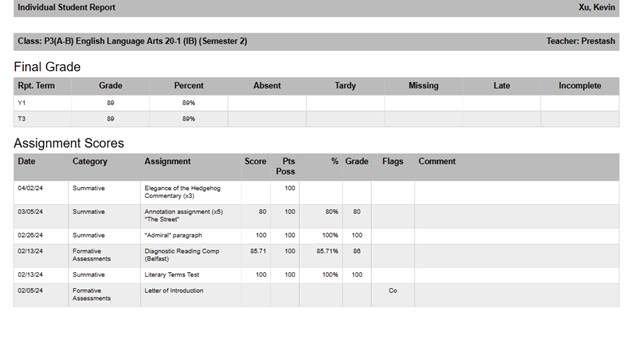 Individual Student Report Xu, Kevin
Class: P3(A-B) English Language Arts 20-1 (IB) (Semester 2) Teacher: Prestash
Final Grade
Rpt. Term Grade Percent Absent Tardy Missing Late Incomplete
Y1 89 89%
T3 89 89%
Assignment Scores
Date Category Assignment Score Pts Poss % Grade Flags Comment
04/02/24 Summative Elegance of the Hedgehog 100
Commentary (x3)
03/05/24 Summative Annotation assignment (x5) 80 100 80% 80
"The Street"
02/26/24 Summative "Admiral" paragraph 100 100 100% 100
02/13/24 Formative Diagnostic Reading Comp 85.71 100 85.71% 86
Assessments (Belfast)
02/13/24 Summative Literary Terms Test 100 100 100% 100
02/05/24 Formative Letter of Introduction Co
Assessments